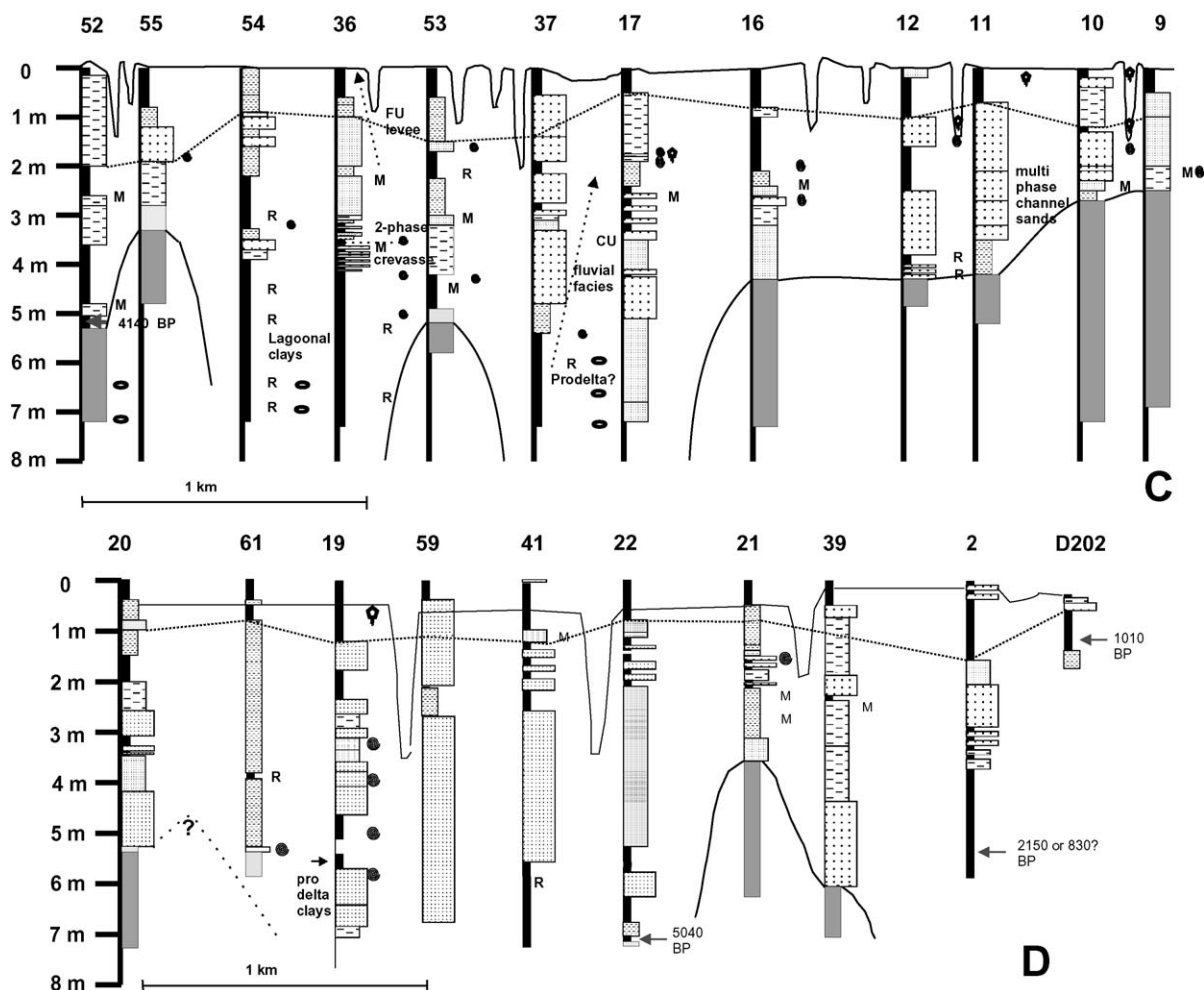 52 55 54 36 53 37 17 16 12 11 10 9
0
FU
levee
1 m
R
multi
phase
channel
sands
2 m
M
M
M
M
M
M
3 m
R
M
2-phase
M
crevasse
CU
fluvial
facies
R
R
4 m
R
M
M
5 m
4140 BP
R
Lagoonal
clays
R
6 m
R
R
Prodelta?
7 m
R
R
8 m
1 km
C
20 61 19 59 41 22 21 39 2 D202
0
1 m
M
1010
BP
2 m
M
M
M
3 m
4 m
R
5 m
?
pro
delta
clays
2150 or 830?
BP
6 m
R
7 m
5040
BP
8 m
1 km
D